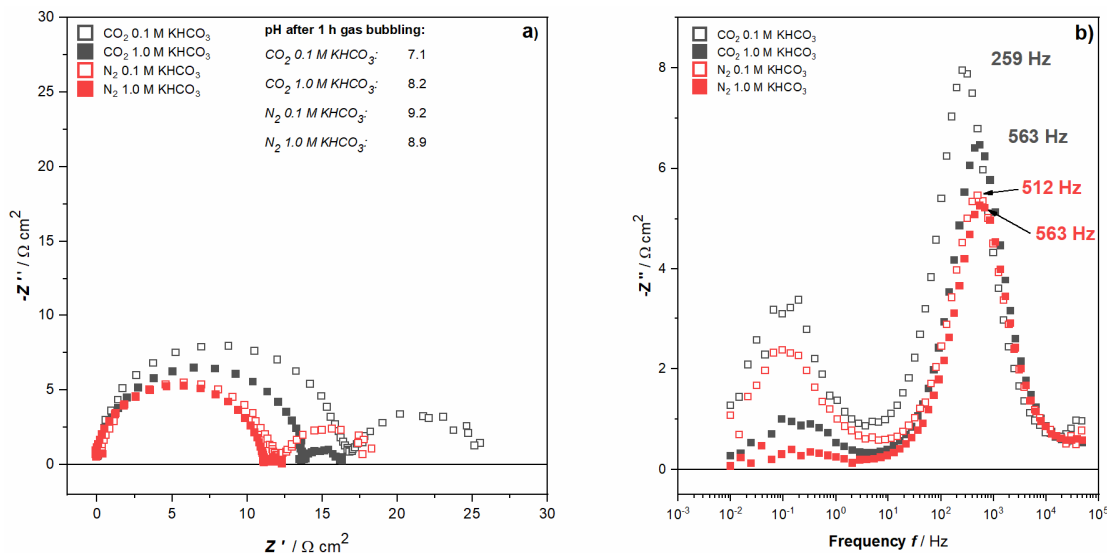 a)
CO₂ 0.1 M KHCO₃
CO₂ 1.0 M KHCO₃
N₂ 0.1 M KHCO₃
N₂ 1.0 M KHCO₃
pH after 1 h gas bubbling:
CO₂ 0.1 M KHCO₃: 7.1
CO₂ 1.0 M KHCO₃: 8.2
N₂ 0.1 M KHCO₃: 9.2
N₂ 1.0 M KHCO₃: 8.9
-Z'' / Ω cm²
30
25
20
15
10
5
0
0 5 10 15 20 25 30
Z' / Ω cm²
b)
CO₂ 0.1 M KHCO₃
CO₂ 1.0 M KHCO₃
N₂ 0.1 M KHCO₃
N₂ 1.0 M KHCO₃
259 Hz
563 Hz
512 Hz
563 Hz
-Z'' / Ω cm²
8
6
4
2
0
10⁻³ 10⁻² 10⁻¹ 10⁰ 10¹ 10² 10³ 10⁴ 10⁵
Frequency f / Hz